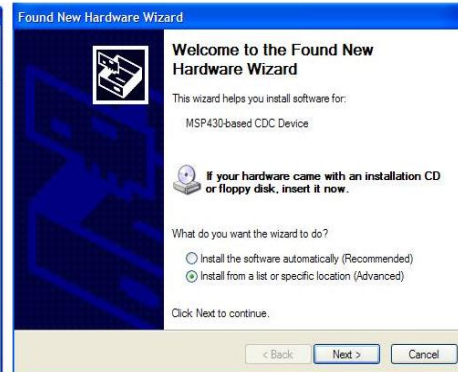 Found New Hardware Wizard
Welcome to the Found New
Hardware Wizard
This wizard helps you install software for:
MSP430-based CDC Device
If your hardware came with an installation CD
or floppy disk, insert it now.
What do you want the wizard to do?
Install the software automatically (Recommended)
Install from a list or specific location (Advanced)
Click Next to continue.
< Back
Next >
Cancel